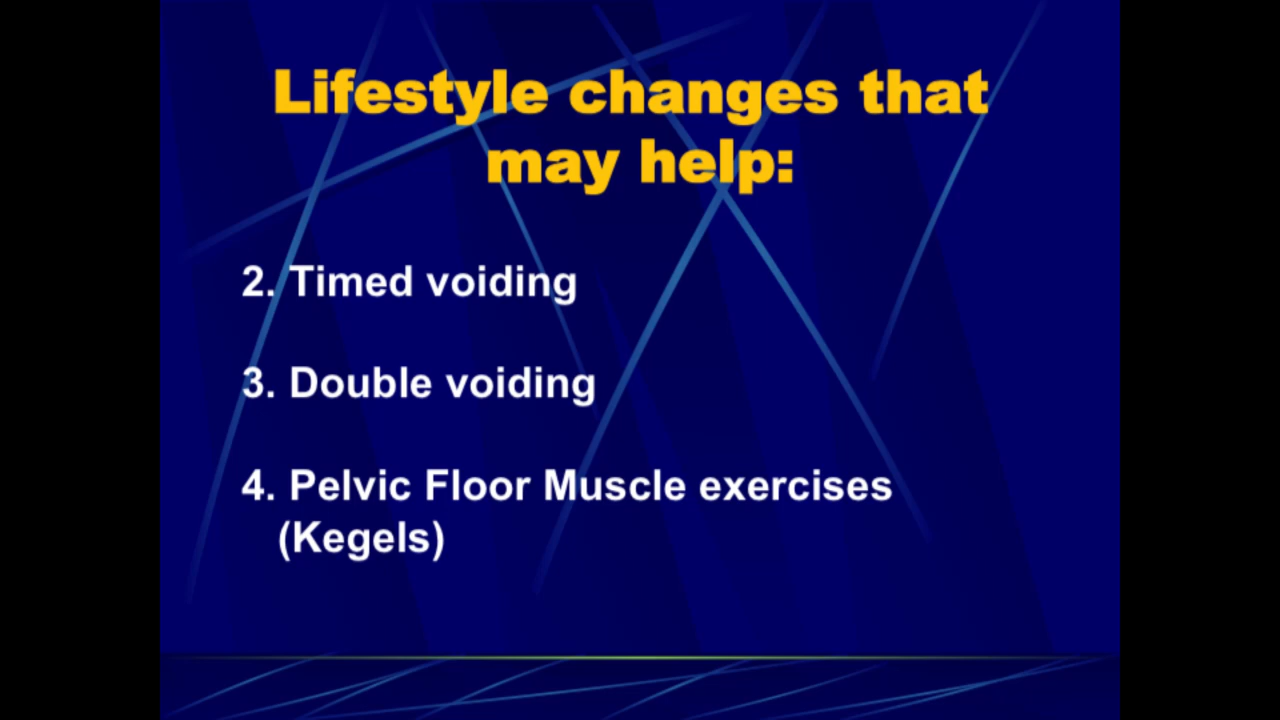 Lifestyle changes that
may help:
2. Timed voiding
3. Double voiding
4. Pelvic Floor Muscle exercises
(Kegels)